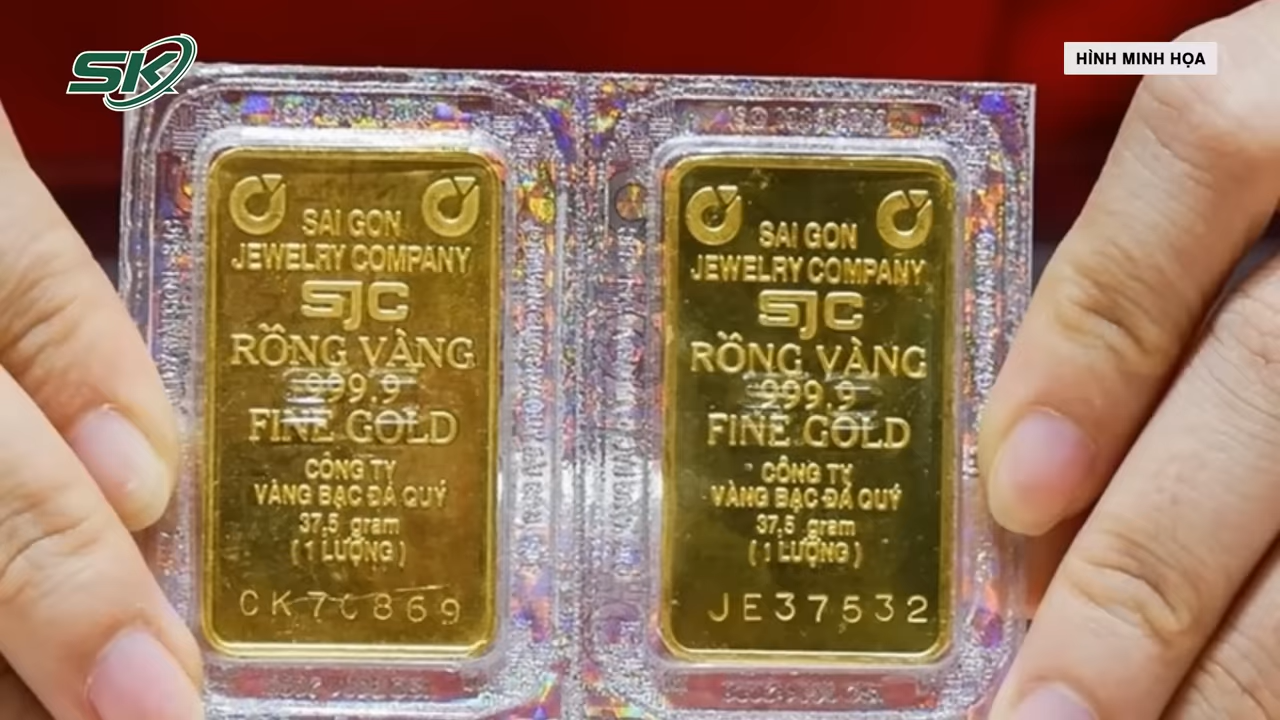 SK
HÌNH MINH HỌA
SAI GON
JEWELRY COMPANY
SJC
RỒNG VÀNG
999.9
FINE GOLD
CÔNG TY
VÀNG BẠC ĐÁ QUÝ
37,5 gram
( 1 LƯỢNG )
CK70869
SAI GON
JEWELRY COMPANY
SJC
RỒNG VÀNG
999.9
FINE GOLD
CÔNG TY
VÀNG BẠC ĐÁ QUÝ
37,5 gram
( 1 LƯỢNG )
JE37532